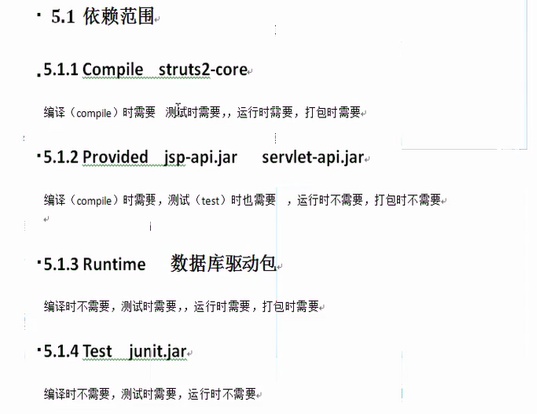 5.1 依赖范围
5.1.1 Compile struts2-core
编译（compile）时需要 测试时需要，，运行时需要，打包时需要
5.1.2 Provided jsp-api.jar servlet-api.jar
编译（compile）时需要，测试（test）时也需要 ，运行时不需要，打包时不需要
5.1.3 Runtime 数据库驱动包
编译时不需要，测试时需要，，运行时需要，打包时需要
5.1.4 Test junit.jar
编译时不需要，测试时需要，运行时不需要